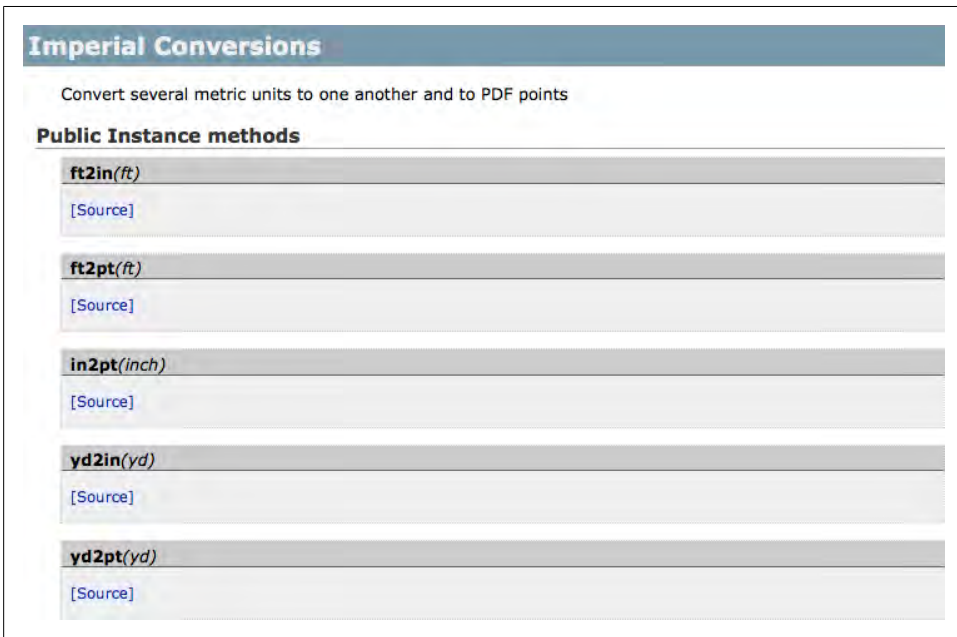 Imperial Conversions
Convert several metric units to one another and to PDF points
Public Instance methods
ft2in(ft)
[Source]
ft2pt(ft)
[Source]
in2pt(inch)
[Source]
yd2in(yd)
[Source]
yd2pt(yd)
[Source]